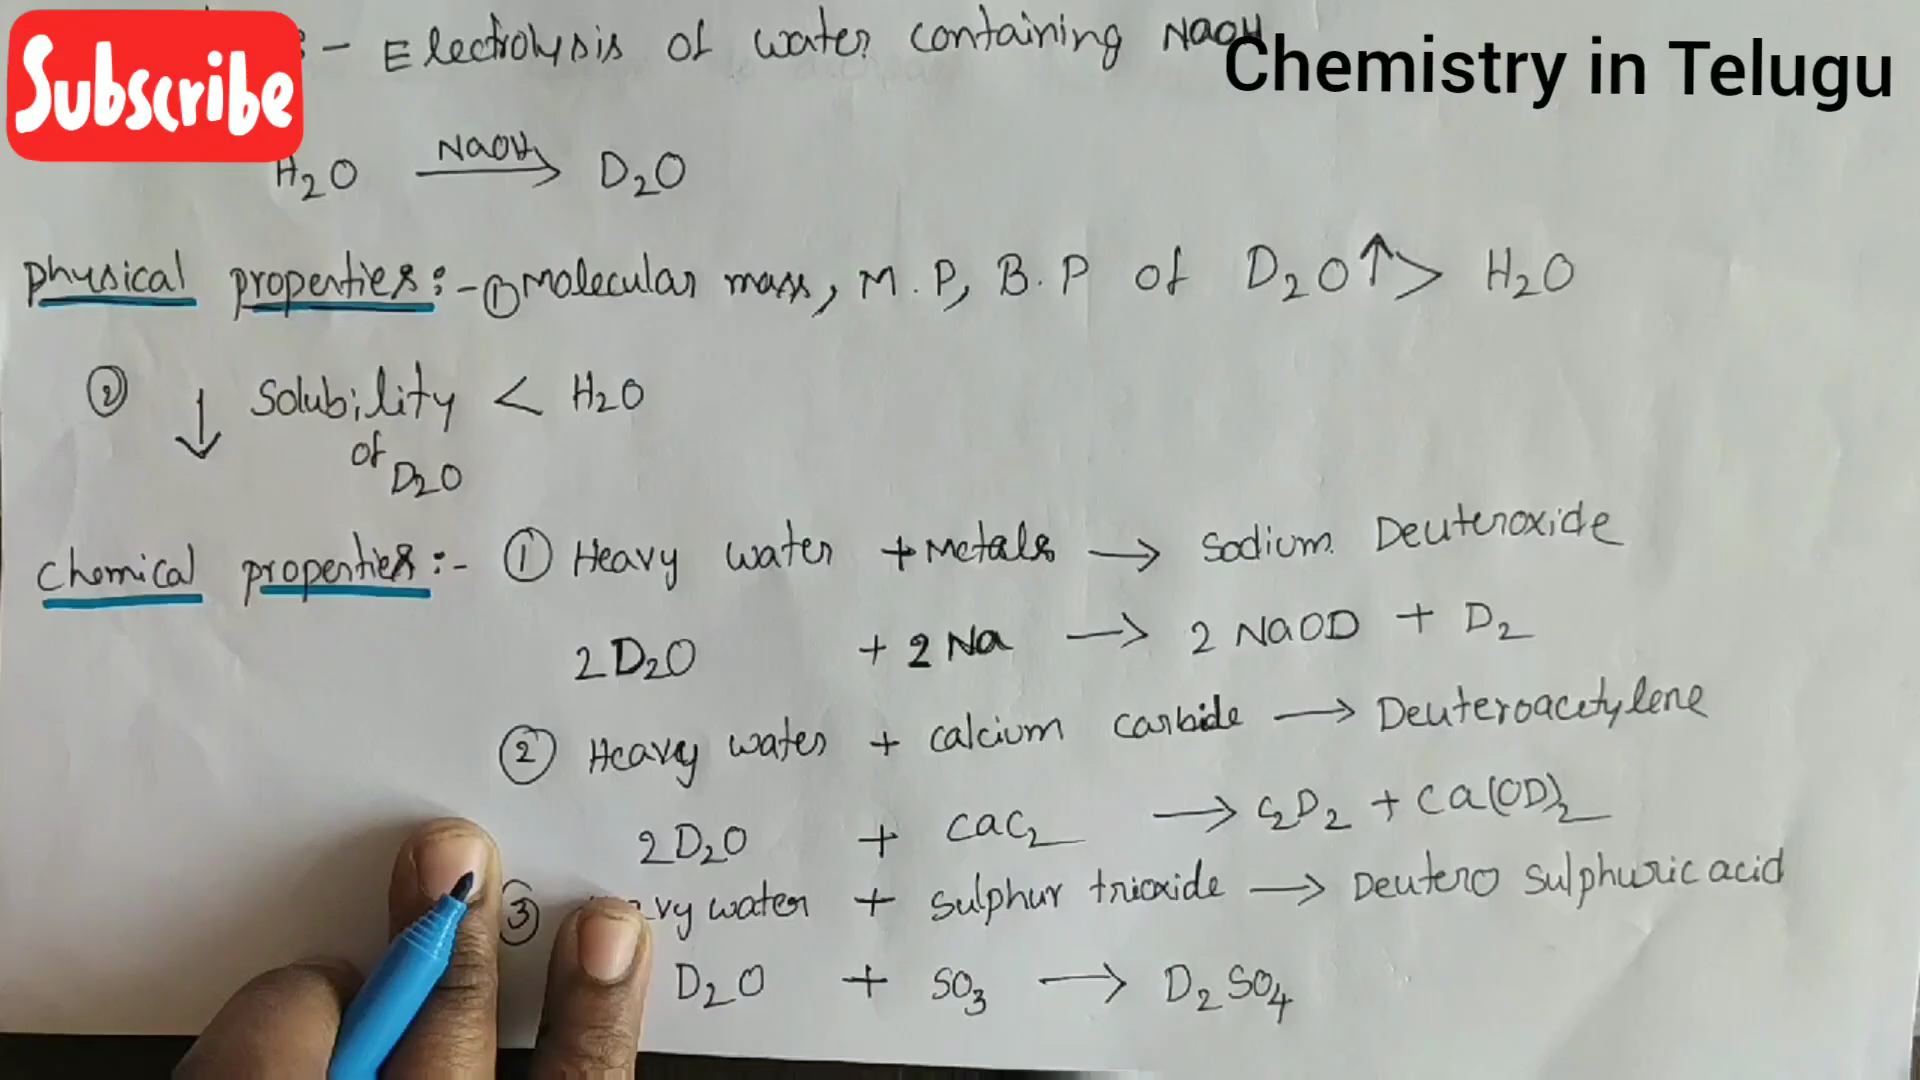 Subscribe
:- Electrolysis of water containing NaOH
Chemistry in Telugu
H2O NaOH→ D2O
physical properties:- ① Molecular mass, M.P, B.P of D2O↑ > H2O
② ↓ Solubility < H2O
of D2O
chemical properties:- ① Heavy water + Metals → Sodium Deuteroxide
2D2O + 2Na → 2NaOD + D2
② Heavy water + calcium carbide → Deuteroacetylene
2D2O + CaC2 → C2D2 + Ca(OD)2
③ vy water + sulphur trioxide → Deutero sulphuric acid
D2O + SO3 → D2SO4